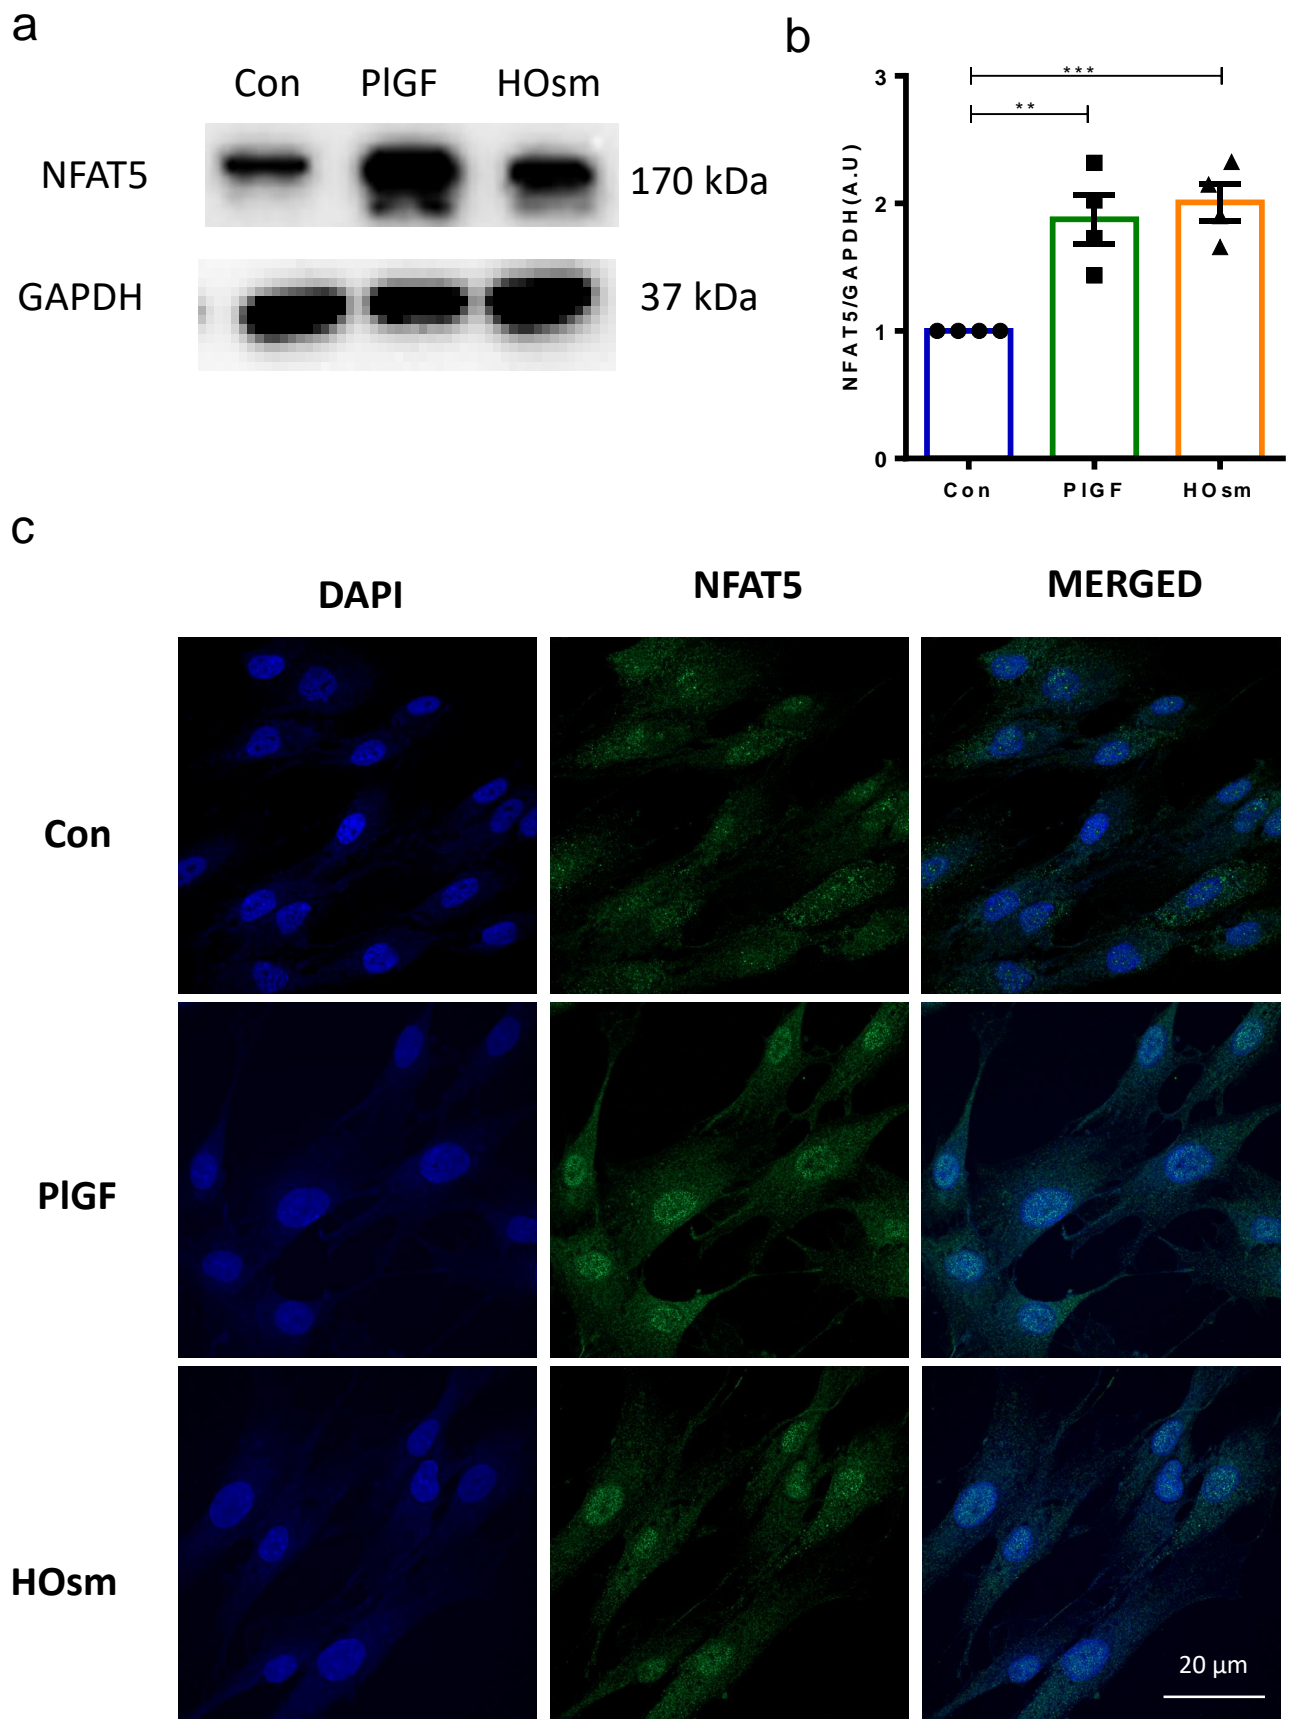 a
Con PlGF HOsm
NFAT5 170 kDa
GAPDH 37 kDa
b
NFAT5/GAPDH(A.U)
3
2
1
0
***
**
Con PlGF HOsm
c
DAPI NFAT5 MERGED
Con
PlGF
HOsm
20 μm